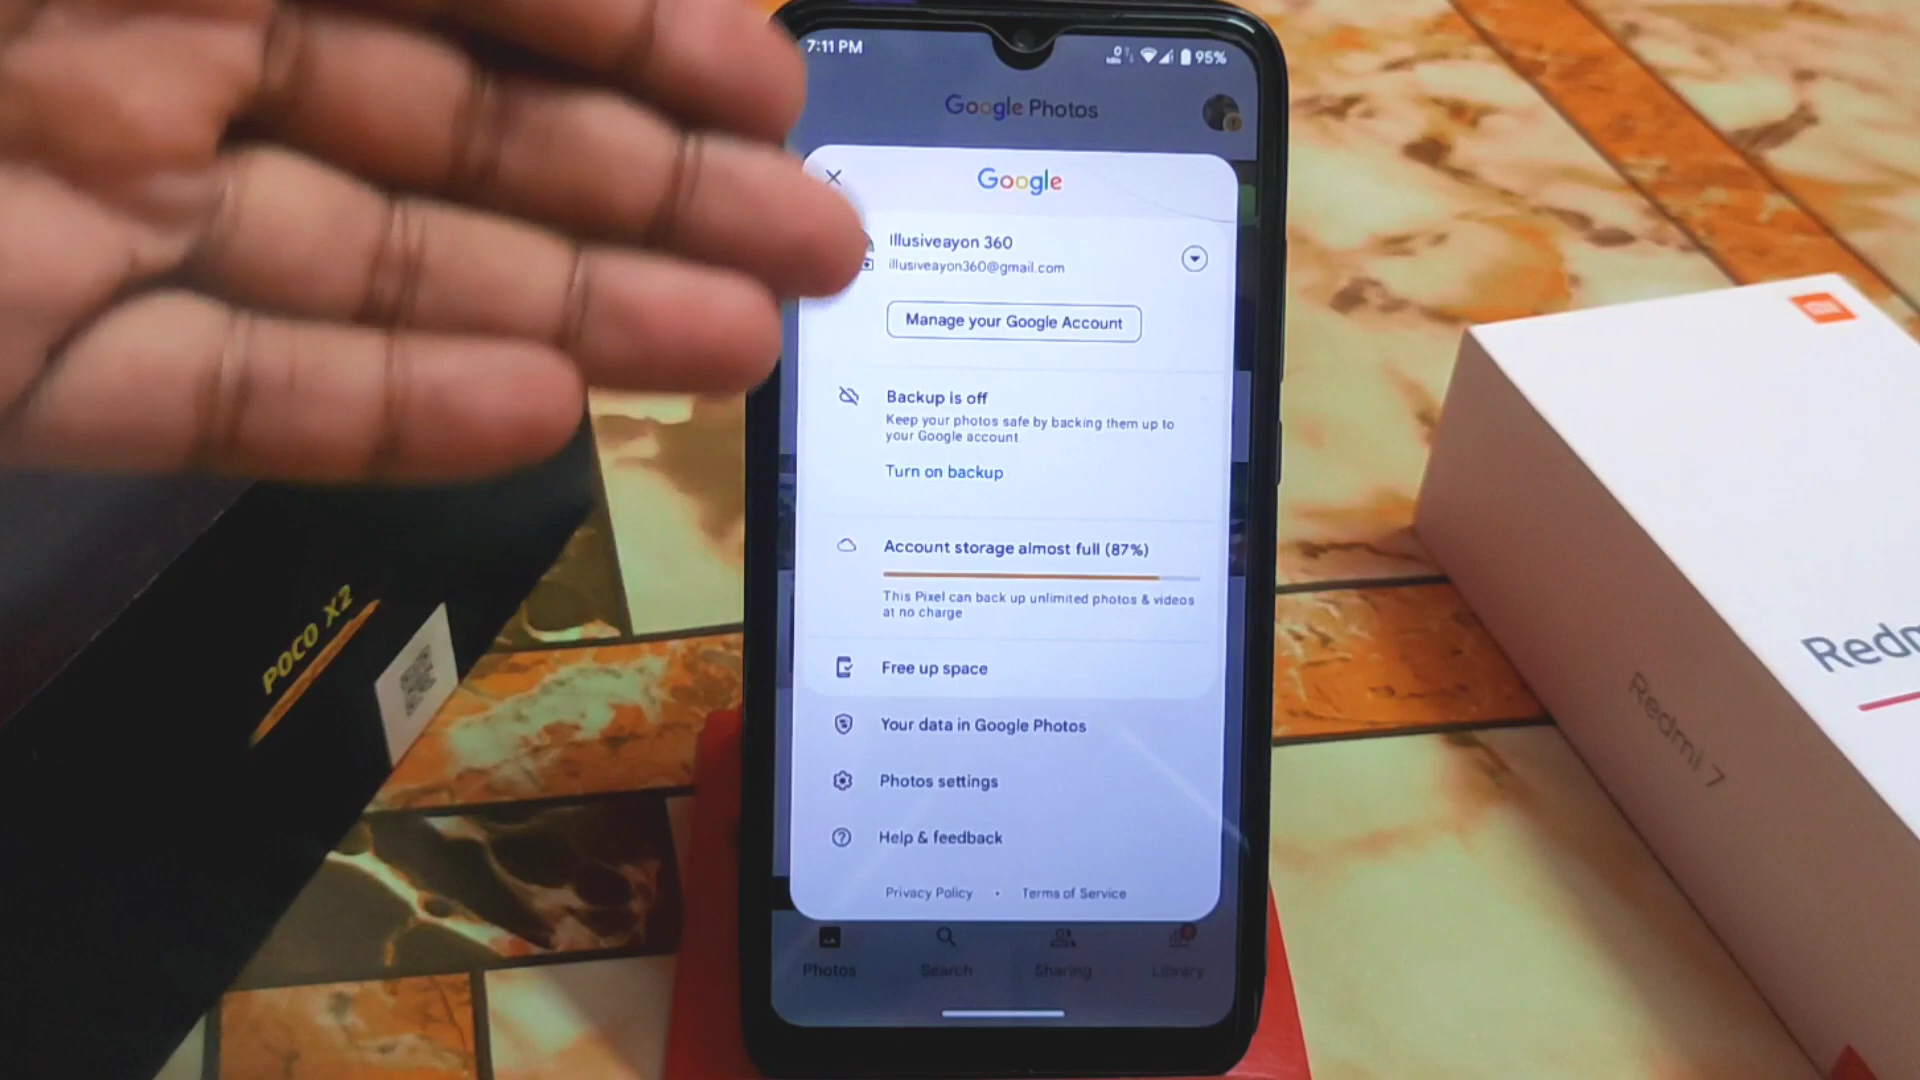 7:11 PM
95%
Google Photos
Google
Illusiveayon 360
illusiveayon360@gmail.com
Manage your Google Account
Backup is off
Keep your photos safe by backing them up to
your Google account
Turn on backup
Account storage almost full (87%)
This Pixel can back up unlimited photos & videos
at no charge
Free up space
Your data in Google Photos
Photos settings
Help & feedback
Privacy Policy • Terms of Service
Photos Search Sharing Library
POCO X2
Redmi 7